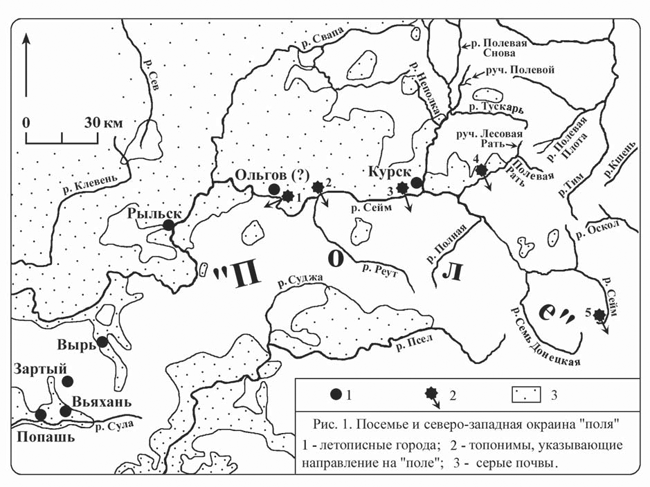 р. Свапа
р. Полевая
Снова
р. Сев
руч. Полевой
р. Неполка
0
30 км
р. Тускарь
руч. Лесовая
Рать
р. Полевая
Плота
р. Клевень
Ольгов (?)
Курск
4
Полевая
Рать
р. Кшень
1
2
3
р. Сейм
р. Тим
Рыльск
р. Оскол
р. Полная
"П
О
Л
е"
р. Реут
р. Суджа
р. Сейм
5
Вырь
р. Псел
р. Семь Донецкая
Зартый
Вьяхань
Попашь
р. Сула
1
2
3
Рис. 1. Посемье и северо-западная окраина "поля"
1 - летописные города; 2 - топонимы, указывающие
направление на "поле"; 3 - серые почвы.